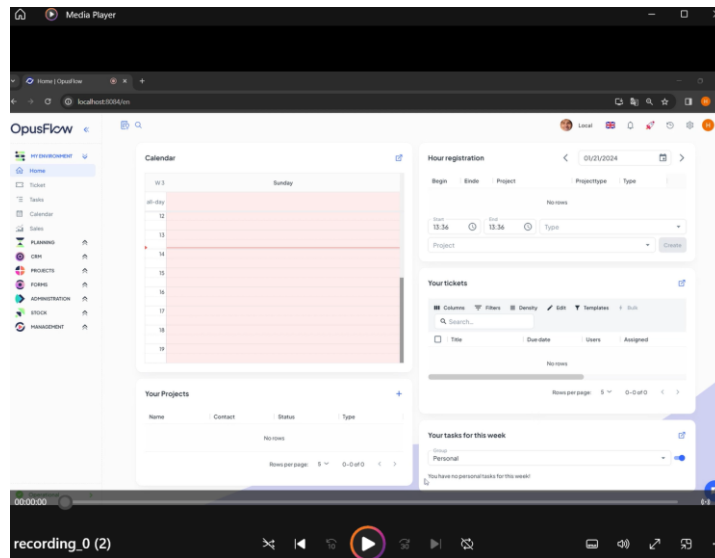 Media Player
Home | OpusFlow
localhost:8084/en
OpusFlow
Local
MY ENVIRONMENT
Home
Ticket
Tasks
Calendar
Sales
PLANNING
CRM
PROJECTS
FORMS
ADMINISTRATION
STOCK
MANAGEMENT
Calendar
W3 Sunday
all-day
12
13
14
15
16
17
18
19
Your Projects
Name Contact Status Type
No rows
Rows per page: 5 0-0 of 0
Hour registration 01/21/2024
Begin Ende Project Projecttype Type
No rows
Start End
13:36 13:36 Type
Project Create
Your tickets
Columns Filters Density Edit Templates Bulk
Search...
Title Due date Users Assigned
No rows
Rows per page: 5 0-0 of 0
Your tasks for this week
Group
Personal
You have no personal tasks for this week!
00:00:00
recording_0 (2)
10
30